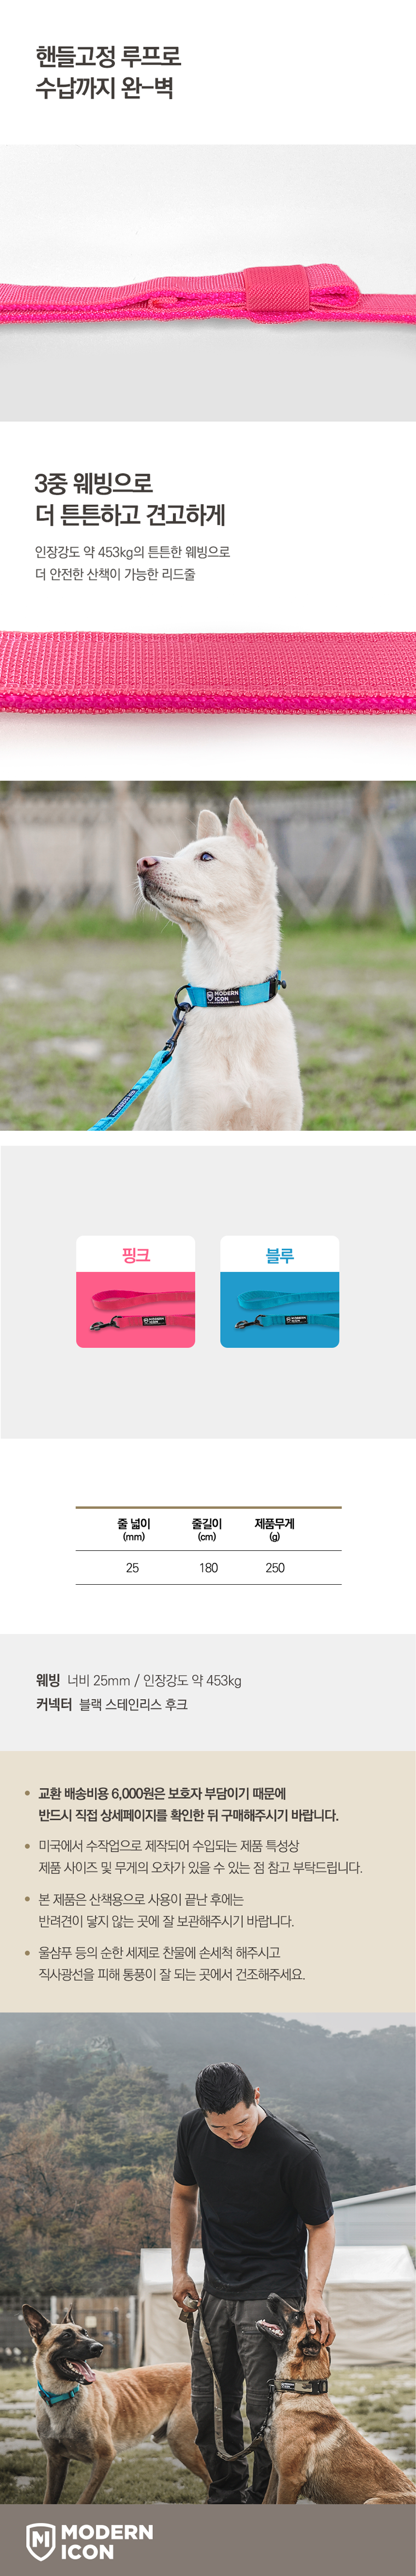 핸들고정 루프로
수납까지 완-벽
3중 웨빙으로
더 튼튼하고 견고하게
인장강도 약 453kg의 튼튼한 웨빙으로
더 안전한 산책이 가능한 리드줄
MODERN
ICON
핑크
블루
MODERN
ICON
MODERN
ICON
줄 넓이 줄길이 제품무게
(mm) (cm) (g)
25 180 250
웨빙 너비 25mm / 인장강도 약 453kg
커넥터 블랙 스테인리스 후크
• 교환 배송비용 6,000원은 보호자 부담이기 때문에
반드시 직접 상세페이지를 확인한 뒤 구매해주시기 바랍니다.
• 미국에서 수작업으로 제작되어 수입되는 제품 특성상
제품 사이즈 및 무게의 오차가 있을 수 있는 점 참고 부탁드립니다.
• 본 제품은 산책용으로 사용이 끝난 후에는
반려견이 닿지 않는 곳에 잘 보관해주시기 바랍니다.
• 울샴푸 등의 순한 세제로 찬물에 손세척 해주시고
직사광선을 피해 통풍이 잘 되는 곳에서 건조해주세요.
MODERN
ICON